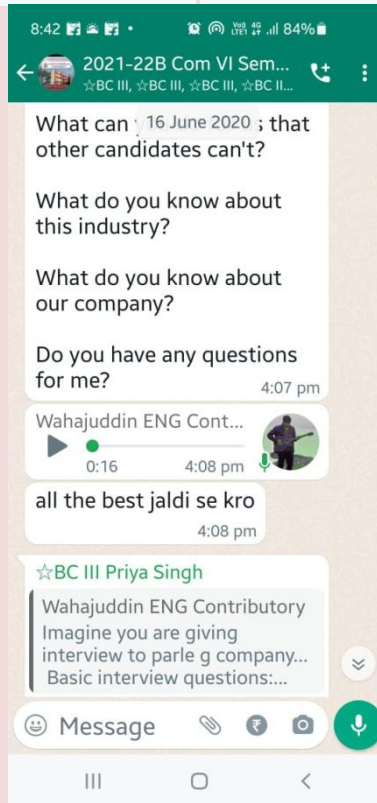 8:42
84%
2021-22B Com VI Sem...
☆BC III, ☆BC III, ☆BC III, ☆BC II...
16 June 2020
What can that
other candidates can't?
What do you know about
this industry?
What do you know about
our company?
Do you have any questions
for me?
4:07 pm
Wahajuddin ENG Cont...
0:16 4:08 pm
all the best jaldi se kro
4:08 pm
☆BC III Priya Singh
Wahajuddin ENG Contributory
Imagine you are giving
interview to parle g company...
Basic interview questions:...
Message